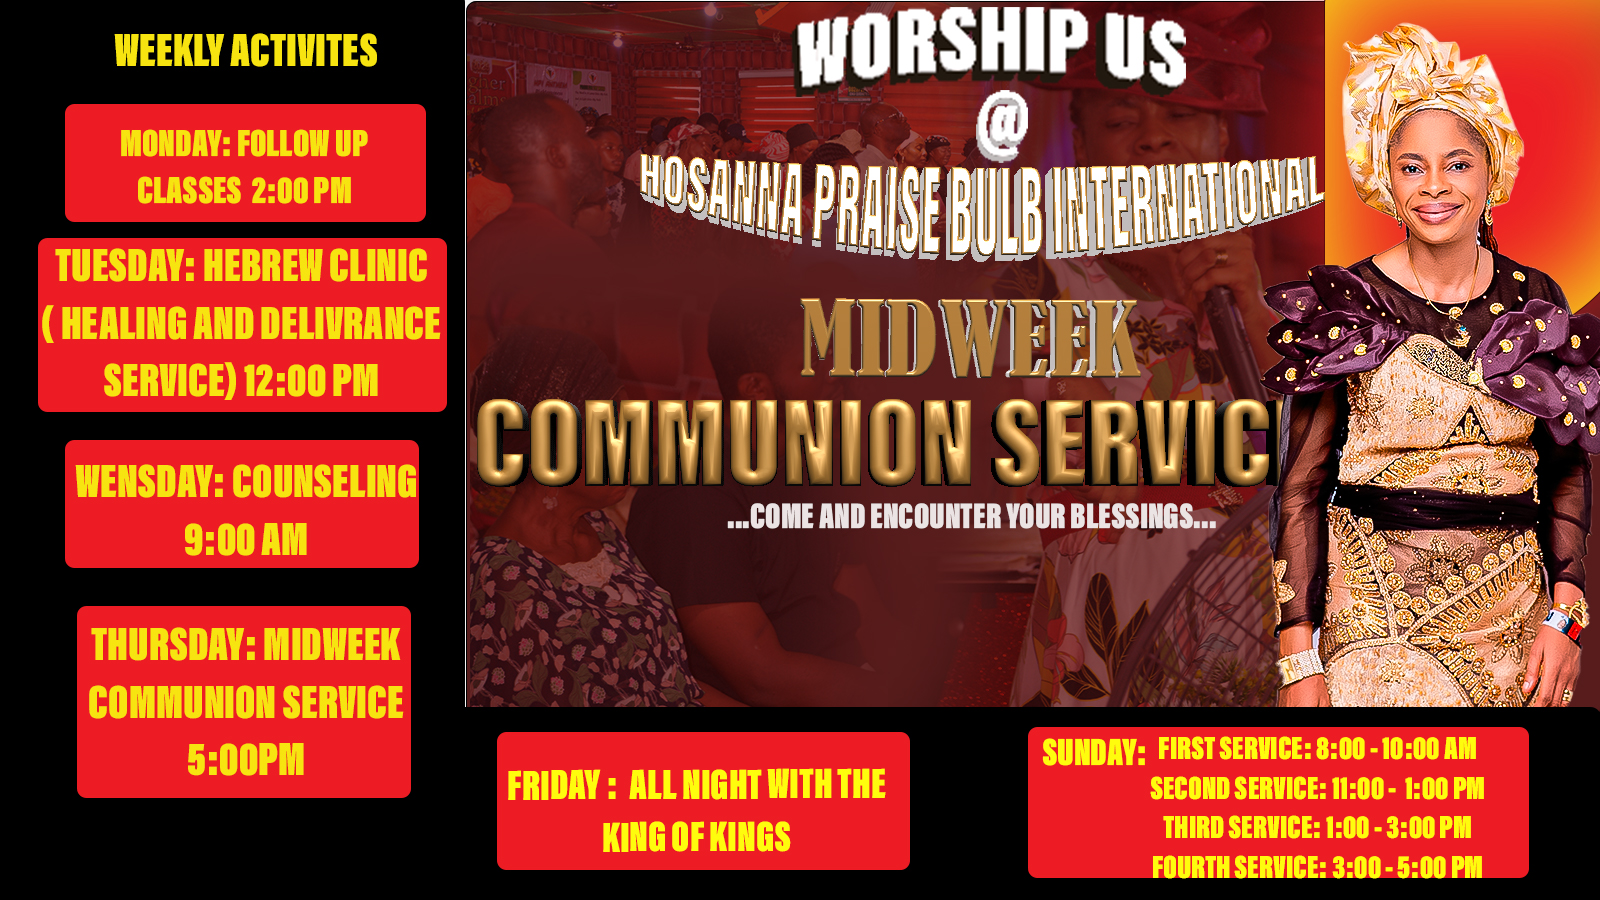 WEEKLY ACTIVITES
MONDAY: FOLLOW UP
CLASSES 2:00 PM
TUESDAY: HEBREW CLINIC
( HEALING AND DELIVRANCE
SERVICE) 12:00 PM
WENSDAY: COUNSELING
9:00 AM
THURSDAY: MIDWEEK
COMMUNION SERVICE
5:00PM
WORSHIP US
@
HOSANNA PRAISE BULB INTERNATIONAL
MIDWEEK
COMMUNION SERVIC
...COME AND ENCOUNTER YOUR BLESSINGS...
FRIDAY : ALL NIGHT WITH THE
KING OF KINGS
SUNDAY: FIRST SERVICE: 8:00 - 10:00 AM
SECOND SERVICE: 11:00 - 1:00 PM
THIRD SERVICE: 1:00 - 3:00 PM
FOURTH SERVICE: 3:00 - 5:00 PM